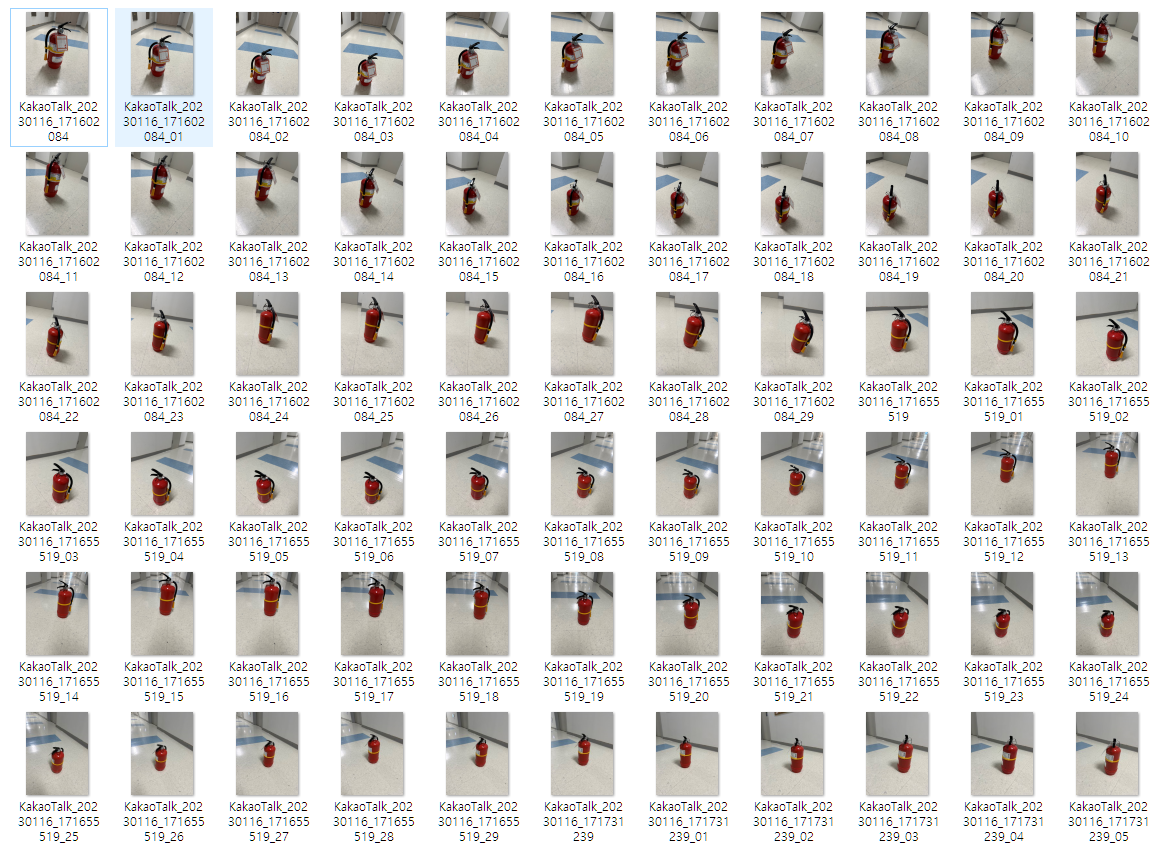 KakaoTalk_202
30116_171602
084
KakaoTalk_202
30116_171602
084_01
KakaoTalk_202
30116_171602
084_02
KakaoTalk_202
30116_171602
084_03
KakaoTalk_202
30116_171602
084_04
KakaoTalk_202
30116_171602
084_05
KakaoTalk_202
30116_171602
084_06
KakaoTalk_202
30116_171602
084_07
KakaoTalk_202
30116_171602
084_08
KakaoTalk_202
30116_171602
084_09
KakaoTalk_202
30116_171602
084_10
KakaoTalk_202
30116_171602
084_11
KakaoTalk_202
30116_171602
084_12
KakaoTalk_202
30116_171602
084_13
KakaoTalk_202
30116_171602
084_14
KakaoTalk_202
30116_171602
084_15
KakaoTalk_202
30116_171602
084_16
KakaoTalk_202
30116_171602
084_17
KakaoTalk_202
30116_171602
084_18
KakaoTalk_202
30116_171602
084_19
KakaoTalk_202
30116_171602
084_20
KakaoTalk_202
30116_171602
084_21
KakaoTalk_202
30116_171602
084_22
KakaoTalk_202
30116_171602
084_23
KakaoTalk_202
30116_171602
084_24
KakaoTalk_202
30116_171602
084_25
KakaoTalk_202
30116_171602
084_26
KakaoTalk_202
30116_171602
084_27
KakaoTalk_202
30116_171602
084_28
KakaoTalk_202
30116_171602
084_29
KakaoTalk_202
30116_171655
519
KakaoTalk_202
30116_171655
519_01
KakaoTalk_202
30116_171655
519_02
KakaoTalk_202
30116_171655
519_03
KakaoTalk_202
30116_171655
519_04
KakaoTalk_202
30116_171655
519_05
KakaoTalk_202
30116_171655
519_06
KakaoTalk_202
30116_171655
519_07
KakaoTalk_202
30116_171655
519_08
KakaoTalk_202
30116_171655
519_09
KakaoTalk_202
30116_171655
519_10
KakaoTalk_202
30116_171655
519_11
KakaoTalk_202
30116_171655
519_12
KakaoTalk_202
30116_171655
519_13
KakaoTalk_202
30116_171655
519_14
KakaoTalk_202
30116_171655
519_15
KakaoTalk_202
30116_171655
519_16
KakaoTalk_202
30116_171655
519_17
KakaoTalk_202
30116_171655
519_18
KakaoTalk_202
30116_171655
519_19
KakaoTalk_202
30116_171655
519_20
KakaoTalk_202
30116_171655
519_21
KakaoTalk_202
30116_171655
519_22
KakaoTalk_202
30116_171655
519_23
KakaoTalk_202
30116_171655
519_24
KakaoTalk_202
30116_171655
519_25
KakaoTalk_202
30116_171655
519_26
KakaoTalk_202
30116_171655
519_27
KakaoTalk_202
30116_171655
519_28
KakaoTalk_202
30116_171655
519_29
KakaoTalk_202
30116_171731
239
KakaoTalk_202
30116_171731
239_01
KakaoTalk_202
30116_171731
239_02
KakaoTalk_202
30116_171731
239_03
KakaoTalk_202
30116_171731
239_04
KakaoTalk_202
30116_171731
239_05